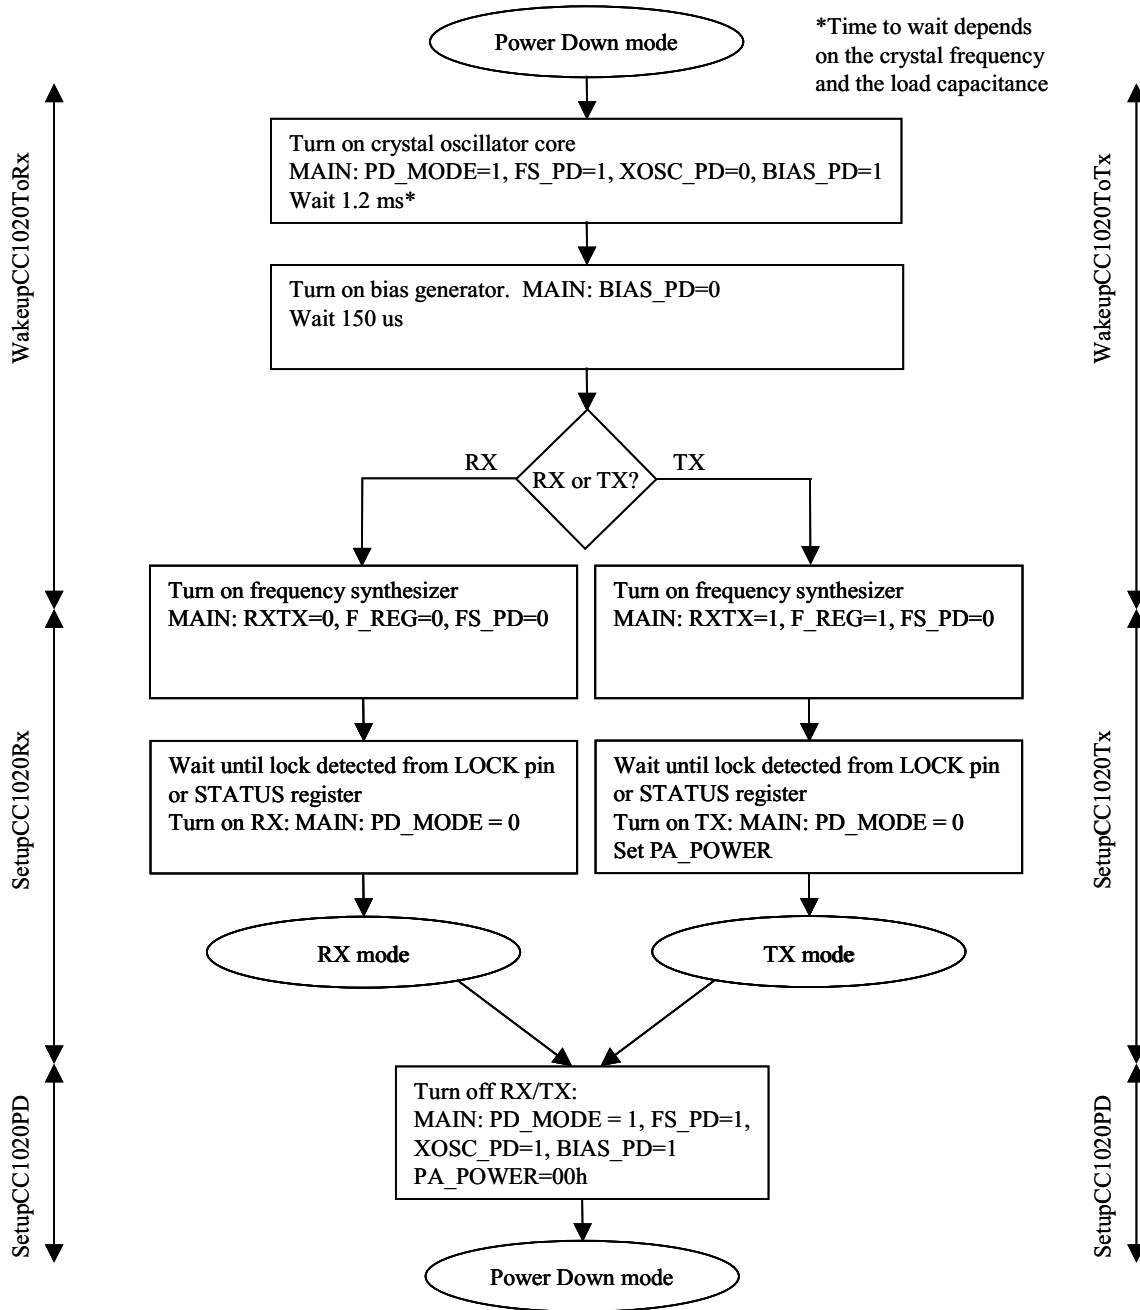 Power Down mode
*Time to wait depends
on the crystal frequency
and the load capacitance
WakeupCC1020ToRx
WakeupCC1020ToTx
Turn on crystal oscillator core
MAIN: PD_MODE=1, FS_PD=1, XOSC_PD=0, BIAS_PD=1
Wait 1.2 ms*
Turn on bias generator.  MAIN: BIAS_PD=0
Wait 150 us
RX
RX or TX?
TX
Turn on frequency synthesizer
MAIN: RXTX=0, F_REG=0, FS_PD=0
Turn on frequency synthesizer
MAIN: RXTX=1, F_REG=1, FS_PD=0
SetupCC1020Rx
SetupCC1020Tx
Wait until lock detected from LOCK pin
or STATUS register
Turn on RX: MAIN: PD_MODE = 0
Wait until lock detected from LOCK pin
or STATUS register
Turn on TX: MAIN: PD_MODE = 0
Set PA_POWER
RX mode
TX mode
SetupCC1020PD
SetupCC1020PD
Turn off RX/TX:
MAIN: PD_MODE = 1, FS_PD=1,
XOSC_PD=1, BIAS_PD=1
PA_POWER=00h
Power Down mode